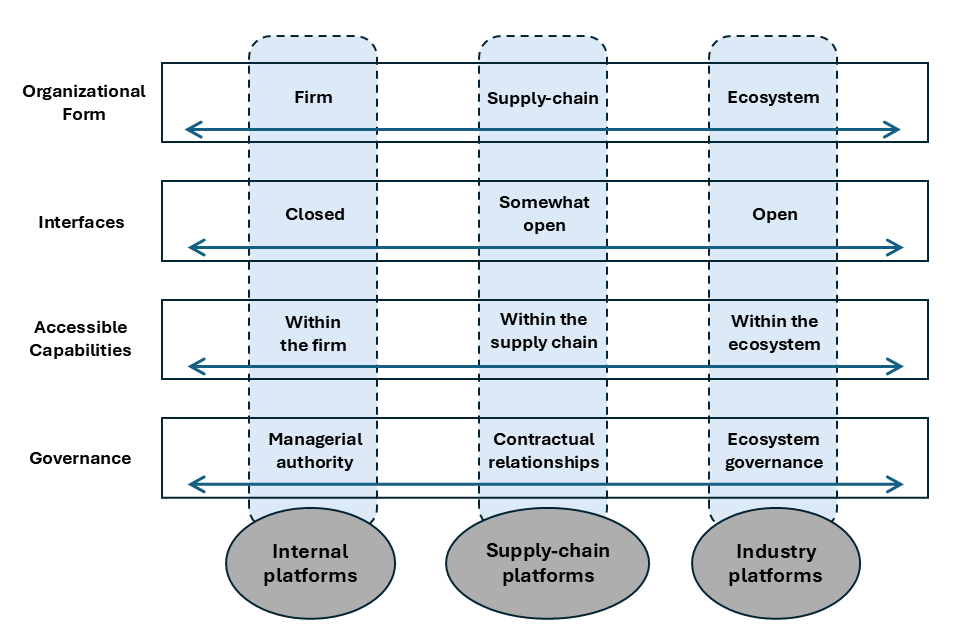 Organizational
Form
Firm
Supply-chain
Ecosystem
Interfaces
Closed
Somewhat
open
Open
Accessible
Capabilities
Within
the firm
Within the
supply chain
Within the
ecosystem
Governance
Managerial
authority
Contractual
relationships
Ecosystem
governance
Internal
platforms
Supply-chain
platforms
Industry
platforms